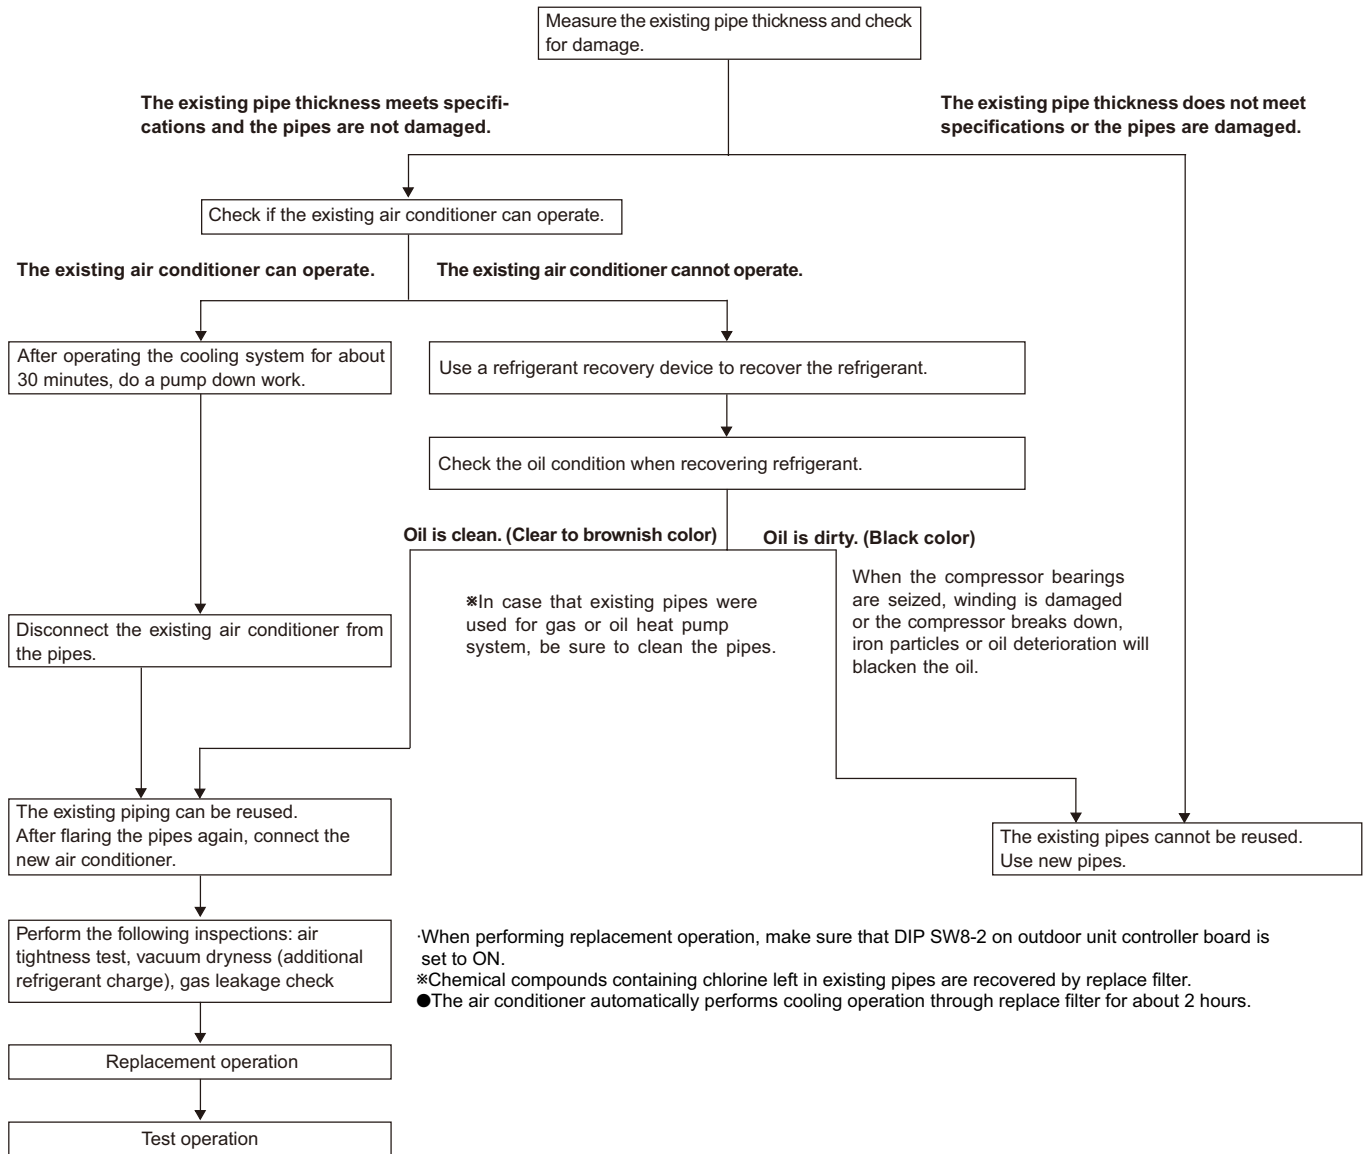 Measure the existing pipe thickness and check
for damage.
The existing pipe thickness meets specifi-
cations and the pipes are not damaged.
The existing pipe thickness does not meet
specifications or the pipes are damaged.
Check if the existing air conditioner can operate.
The existing air conditioner can operate.
The existing air conditioner cannot operate.
After operating the cooling system for about
30 minutes, do a pump down work.
Use a refrigerant recovery device to recover the refrigerant.
Check the oil condition when recovering refrigerant.
Oil is clean. (Clear to brownish color)
Oil is dirty. (Black color)
※In case that existing pipes were
used for gas or oil heat pump
system, be sure to clean the pipes.
When the compressor bearings
are seized, winding is damaged
or the compressor breaks down,
iron particles or oil deterioration will
blacken the oil.
Disconnect the existing air conditioner from
the pipes.
The existing piping can be reused.
After flaring the pipes again, connect the
new air conditioner.
The existing pipes cannot be reused.
Use new pipes.
Perform the following inspections: air
tightness test, vacuum dryness (additional
refrigerant charge), gas leakage check
·When performing replacement operation, make sure that DIP SW8-2 on outdoor unit controller board is
set to ON.
※Chemical compounds containing chlorine left in existing pipes are recovered by replace filter.
●The air conditioner automatically performs cooling operation through replace filter for about 2 hours.
Replacement operation
Test operation